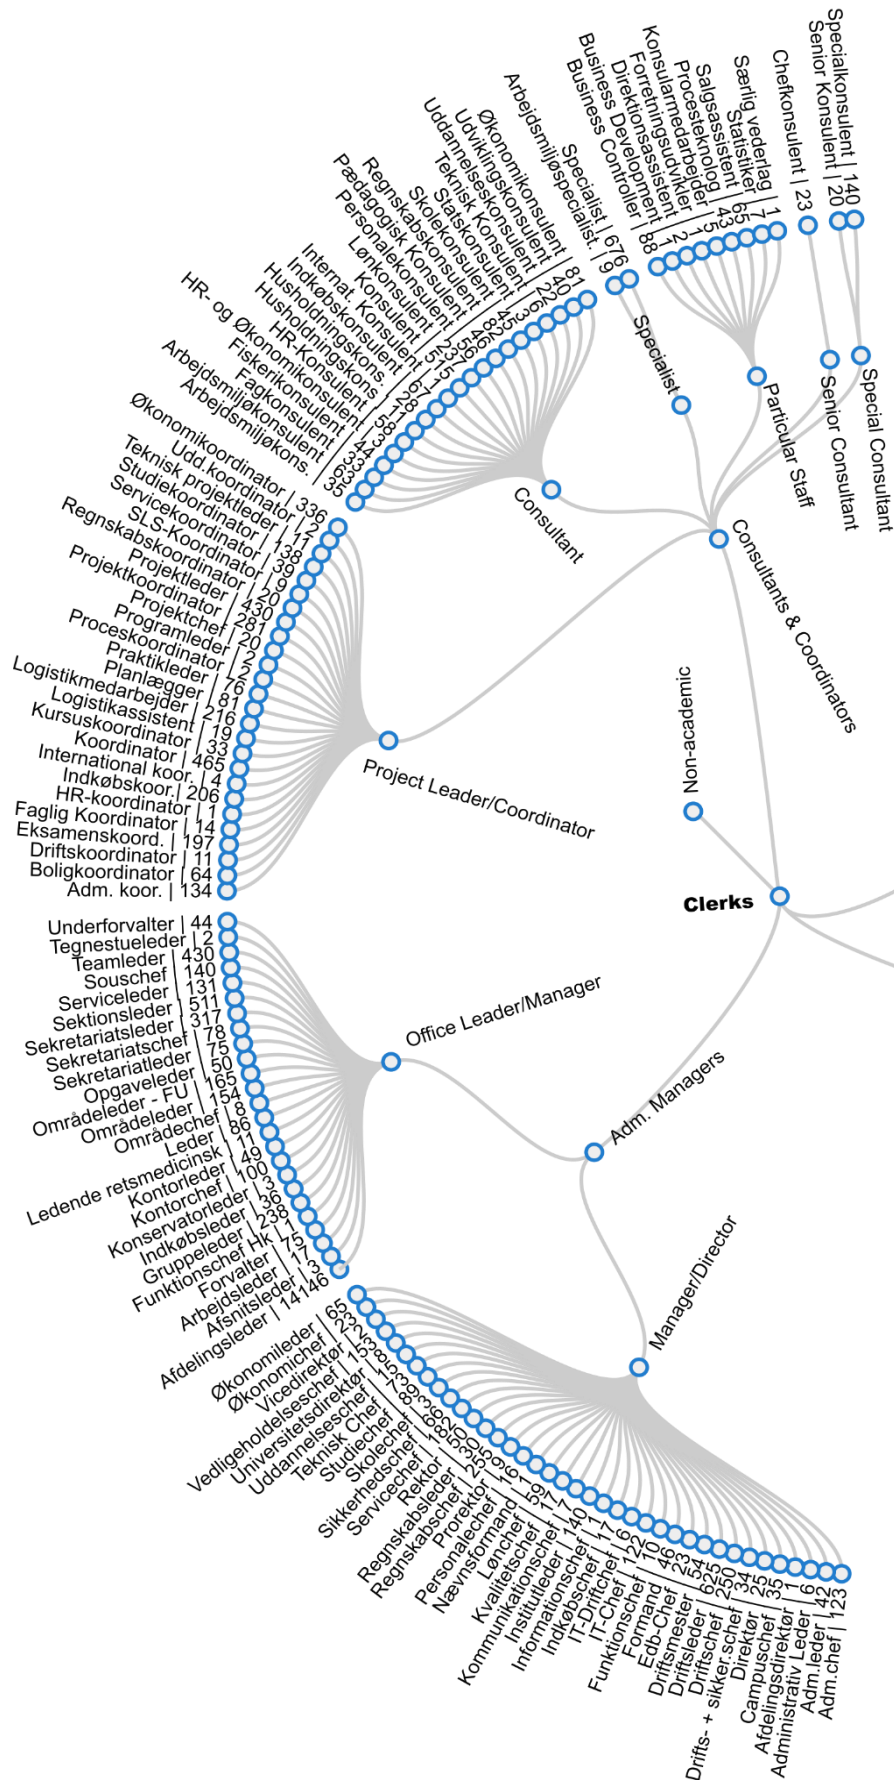 Specialkonsulent | 140
Senior Konsulent | 20
Chefkonsulent | 23
Særlig vederlag | 1
Statistiker | 7
Salgsassistent | 65
Procesteknolog | 43
Konsularmedarbejder | 5
Forretningsudvikler | 1
Direktionsassistent | 2
Business Development | 1
Business Controller | 88
Specialist | 676
Arbejdsmiljøspecialist. | 9
Økonomikonsulent | 81
Udviklingskonsulent | 40
Uddannelseskonsulent | 22
Teknisk Konsulent
Statskonsulent
Skolekonsulent
Regnskabskonsulent
Pædagogisk Konsulent
Personalekonsulent
Lønkonsulent
Konsulent
Internat. Konsulent
Indkøbskonsulent
Husholdningskons.
Husholdningskons.
HR-Konsulent
HR- og Økonomikonsulent
Fiskerikonsulent
Fagkonsulent
Arbejdsmiljøkonsulent
Arbejdsmiljøkons. | 35
Special Consultant
Senior Consultant
Particular Staff
Specialist
Consultant
Consultants & Coordinators
Økonomikoordinator | 336
Udd.koordinator | 2
Teknisk projektleder | 11
Studiekoordinator | 138
Servicekoordinator | 39
SLS-Koordinator | 9
Regnskabskoordinator | 20
Projektleder | 430
Projektkoordinator | 281
Projektchef | 20
Programleder | 2
Proceskoordinator
Praktikleder | 76
Planlægger | 81
Logistikmedarbejder | 216
Logistikassistent | 19
Kursuskoordinator | 33
Koordinator | 465
International koor. | 4
Indkøbskoor. | 206
HR-koordinator | 1
Faglig Koordinator | 14
Eksamenskoord. | 197
Driftskoordinator | 11
Boligkoordinator | 64
Adm. koor. | 134
Project Leader/Coordinator
Non-academic
Clerks
Underforvalter | 44
Tegnestueleder | 2
Teamleder | 430
Souschef | 140
Serviceleder | 131
Sektionsleder | 511
Sekretariatsleder | 317
Sekretariatschef | 78
Sekretariatleder | 75
Opgaveleder | 50
Områdeleder - FU | 165
Områdeleder | 154
Områdechef | 8
Leder | 86
Ledende retsmedicinsk | 11
Kontorleder | 49
Kontorchef | 100
Konservatorleder | 3
Indkøbsleder | 36
Gruppeleder | 238
Funktionschef Hk | 1
Forvalter | 75
Arbejdsleder | 17
Afsnitsleder | 3
Afdelingsleder | 14146
Office Leader/Manager
Adm. Managers
Manager/Director
Økonomileder | 65
Økonomichef
Vicedirektør
Vedligeholdelseschef
Universitetsdirektør
Uddannelseschef
Teknisk Chef
Studiechef
Skolechef
Sikkerhedschef
Servicechef
Rektor
Regnskabsleder
Regnskabschef
Prorektor
Personalechef
Nævnsformand
Lønchef
Kvalitetschef
Kommunikationschef
Institutleder | 140
Informationschef | 1
Indkøbschef | 17
IT-Driftchef | 6
IT-Chef | 122
Funktionschef | 10
Formand | 46
Edb-Chef | 23
Driftsmester | 54
Driftsleder | 625
Driftschef | 250
Drifts- + sikker.schef | 34
Direktør | 25
Campuschef | 35
Afdelingsdirektør | 1
Administrativ Leder | 6
Adm.leder | 42
Adm.chef | 123